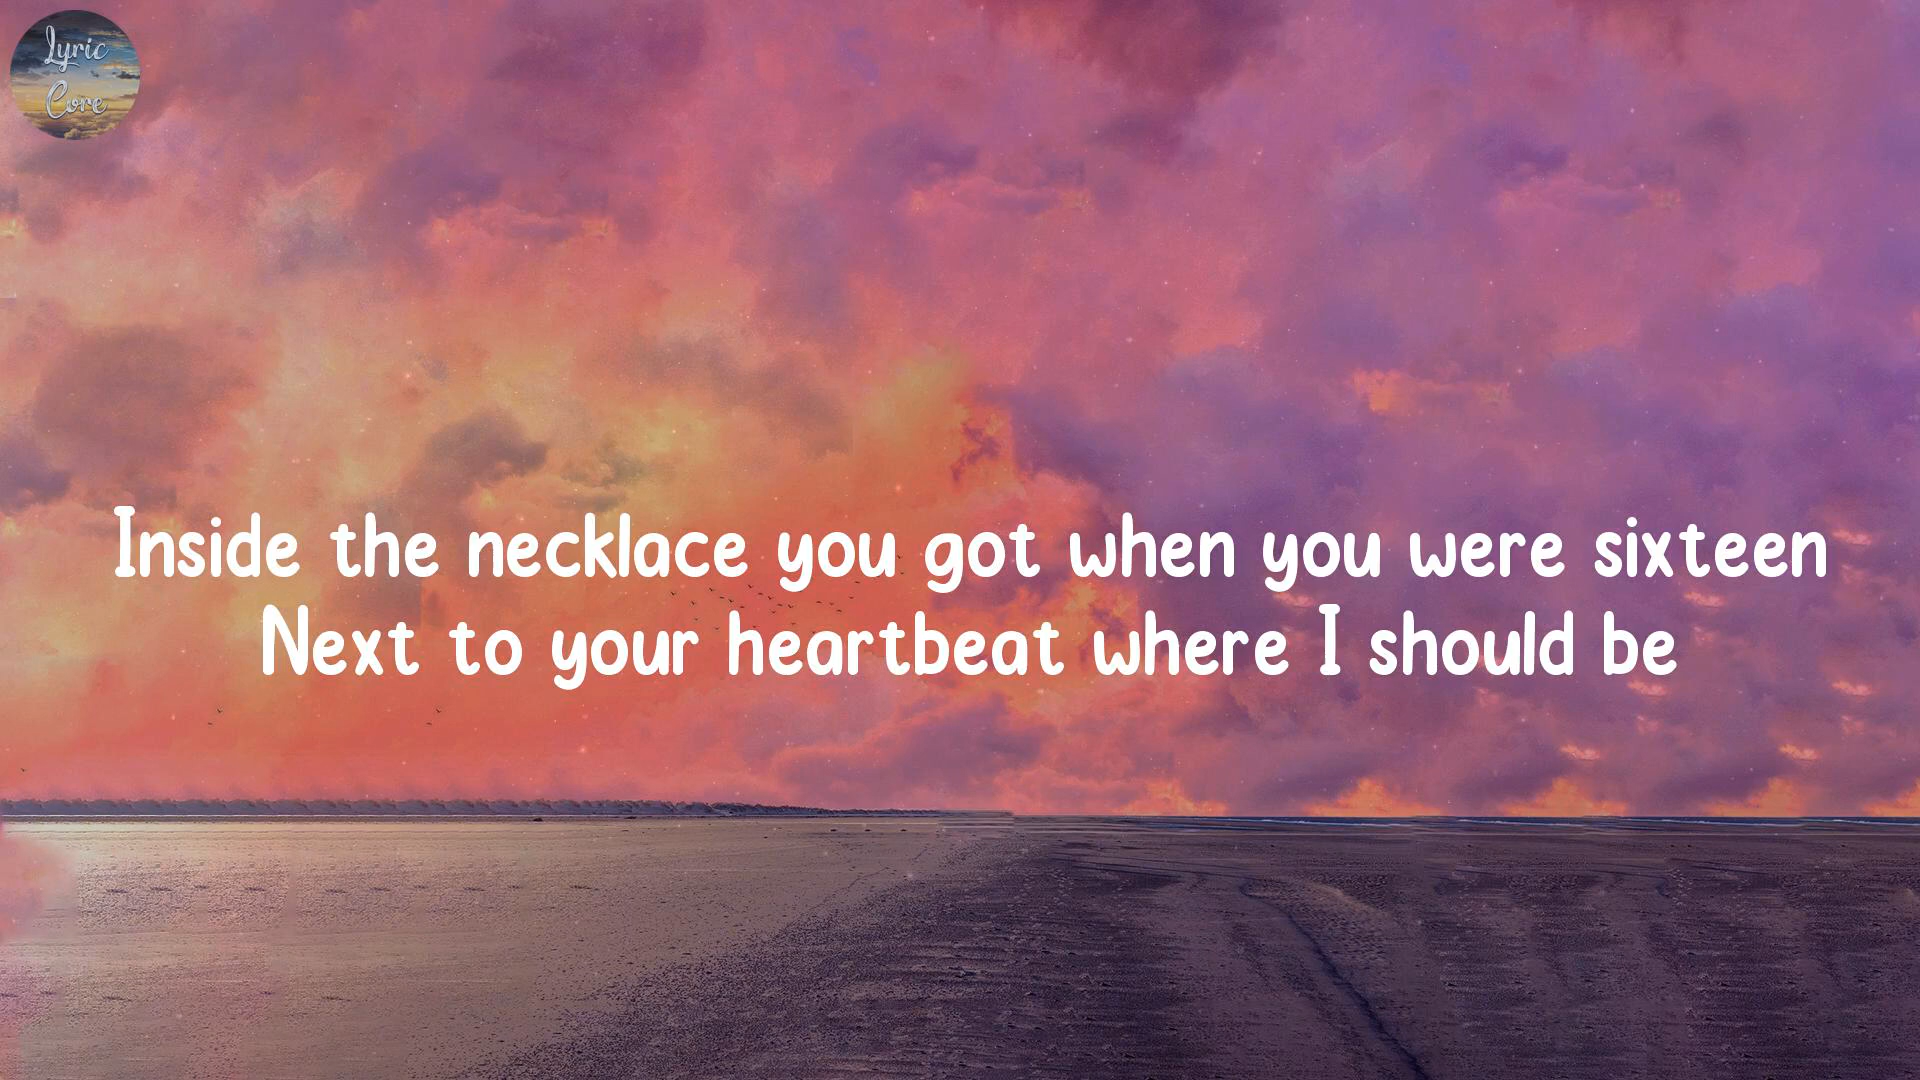 Lyric
Core
Inside the necklace you got when you were sixteen
Next to your heartbeat where I should be